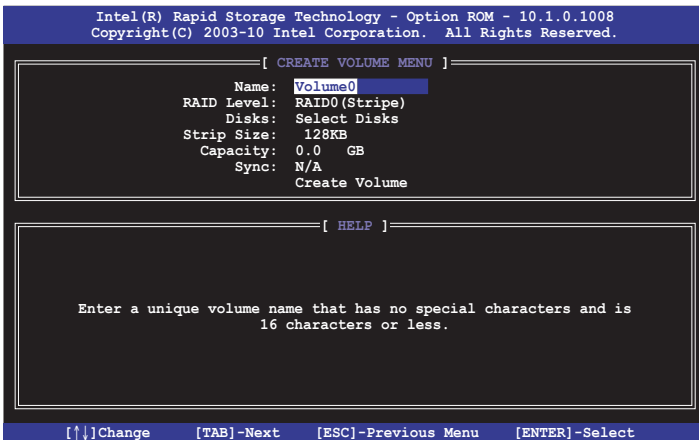 Intel(R) Rapid Storage Technology - Option ROM - 10.1.0.1008
Copyright(C) 2003-10 Intel Corporation. All Rights Reserved.
[ CREATE VOLUME MENU ]
Name: Volume0
RAID Level: RAID0(Stripe)
Disks: Select Disks
Strip Size: 128KB
Capacity: 0.0 GB
Sync: N/A
Create Volume
[ HELP ]
Enter a unique volume name that has no special characters and is
16 characters or less.
[↑↓]Change [TAB]-Next [ESC]-Previous Menu [ENTER]-Select